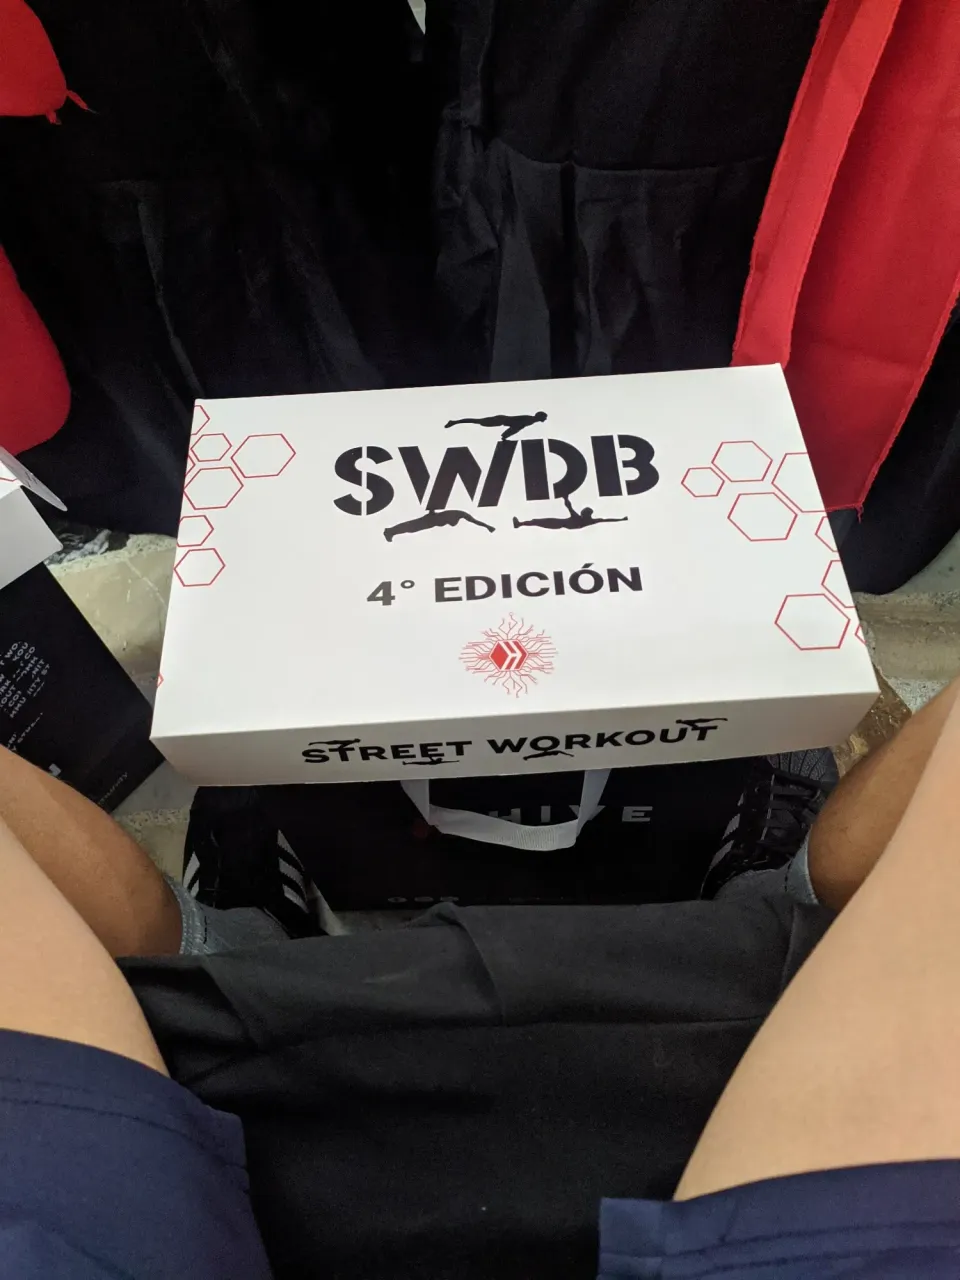 SWDB
4° EDICIÓN
STREET WORKOUT
HIVE